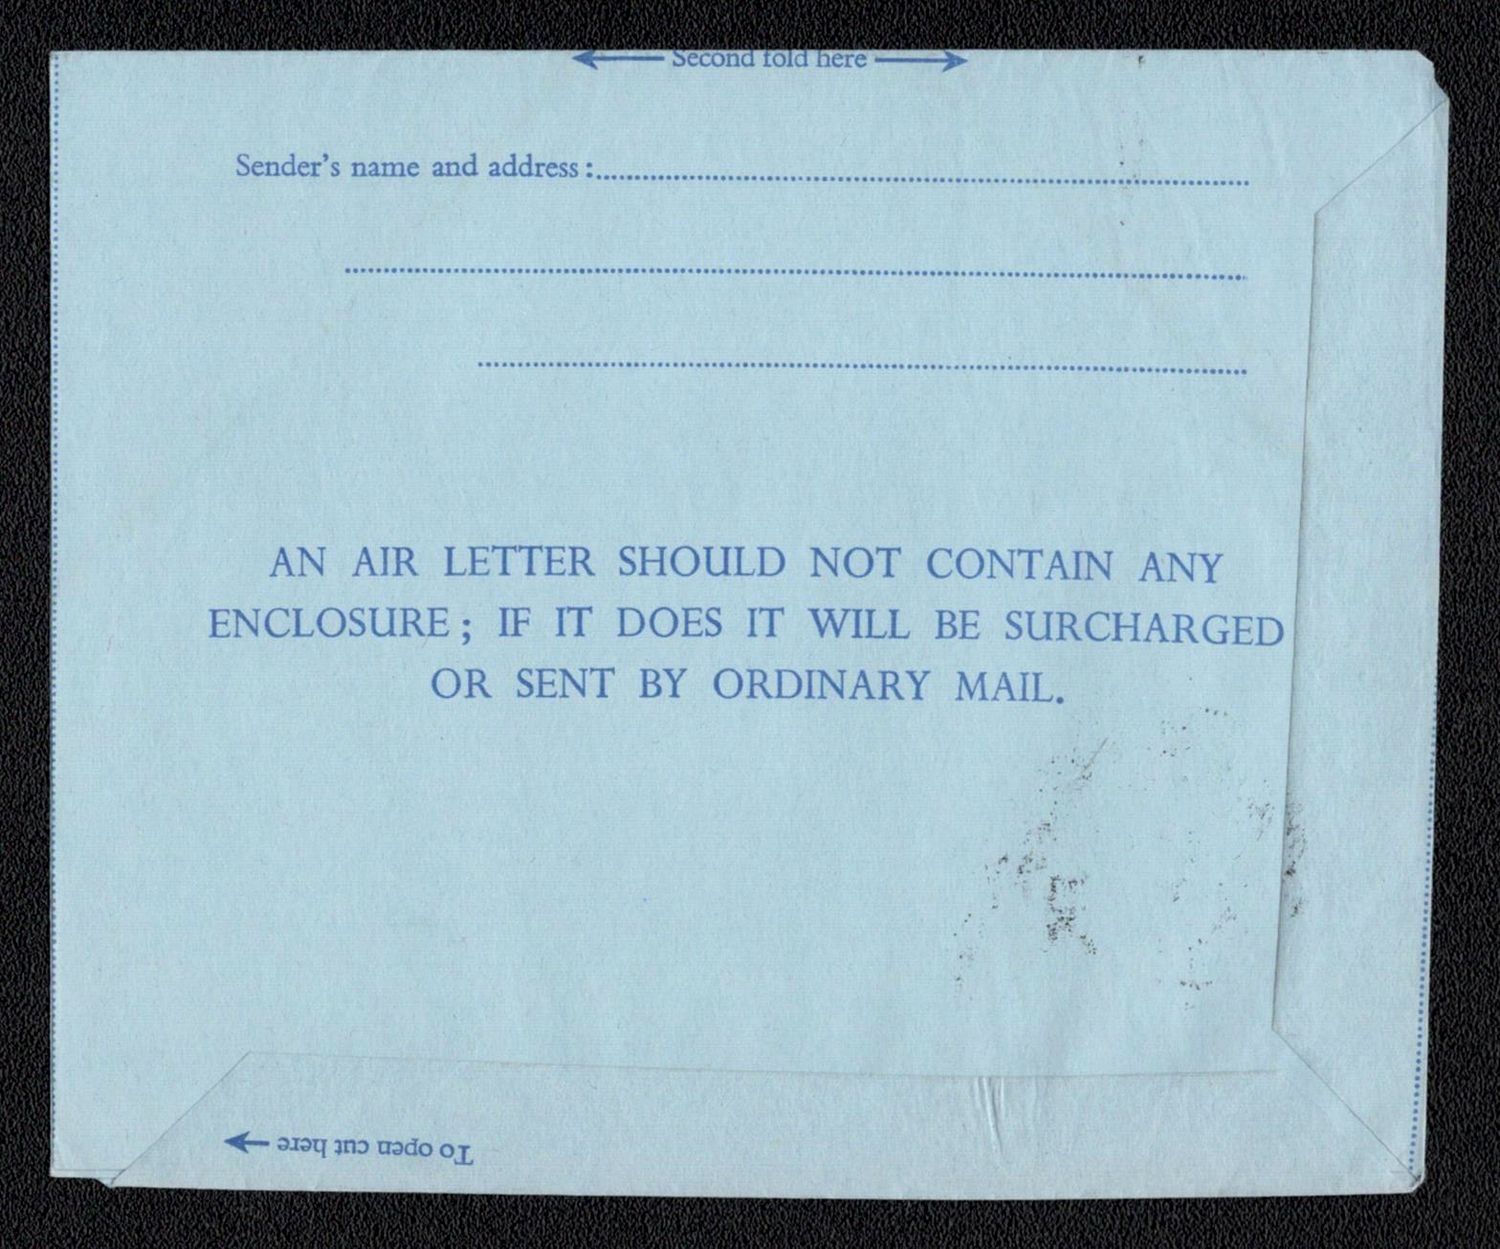 Second fold here
Sender's name and address:
AN AIR LETTER SHOULD NOT CONTAIN ANY
ENCLOSURE; IF IT DOES IT WILL BE SURCHARGED
OR SENT BY ORDINARY MAIL.
To open cut here